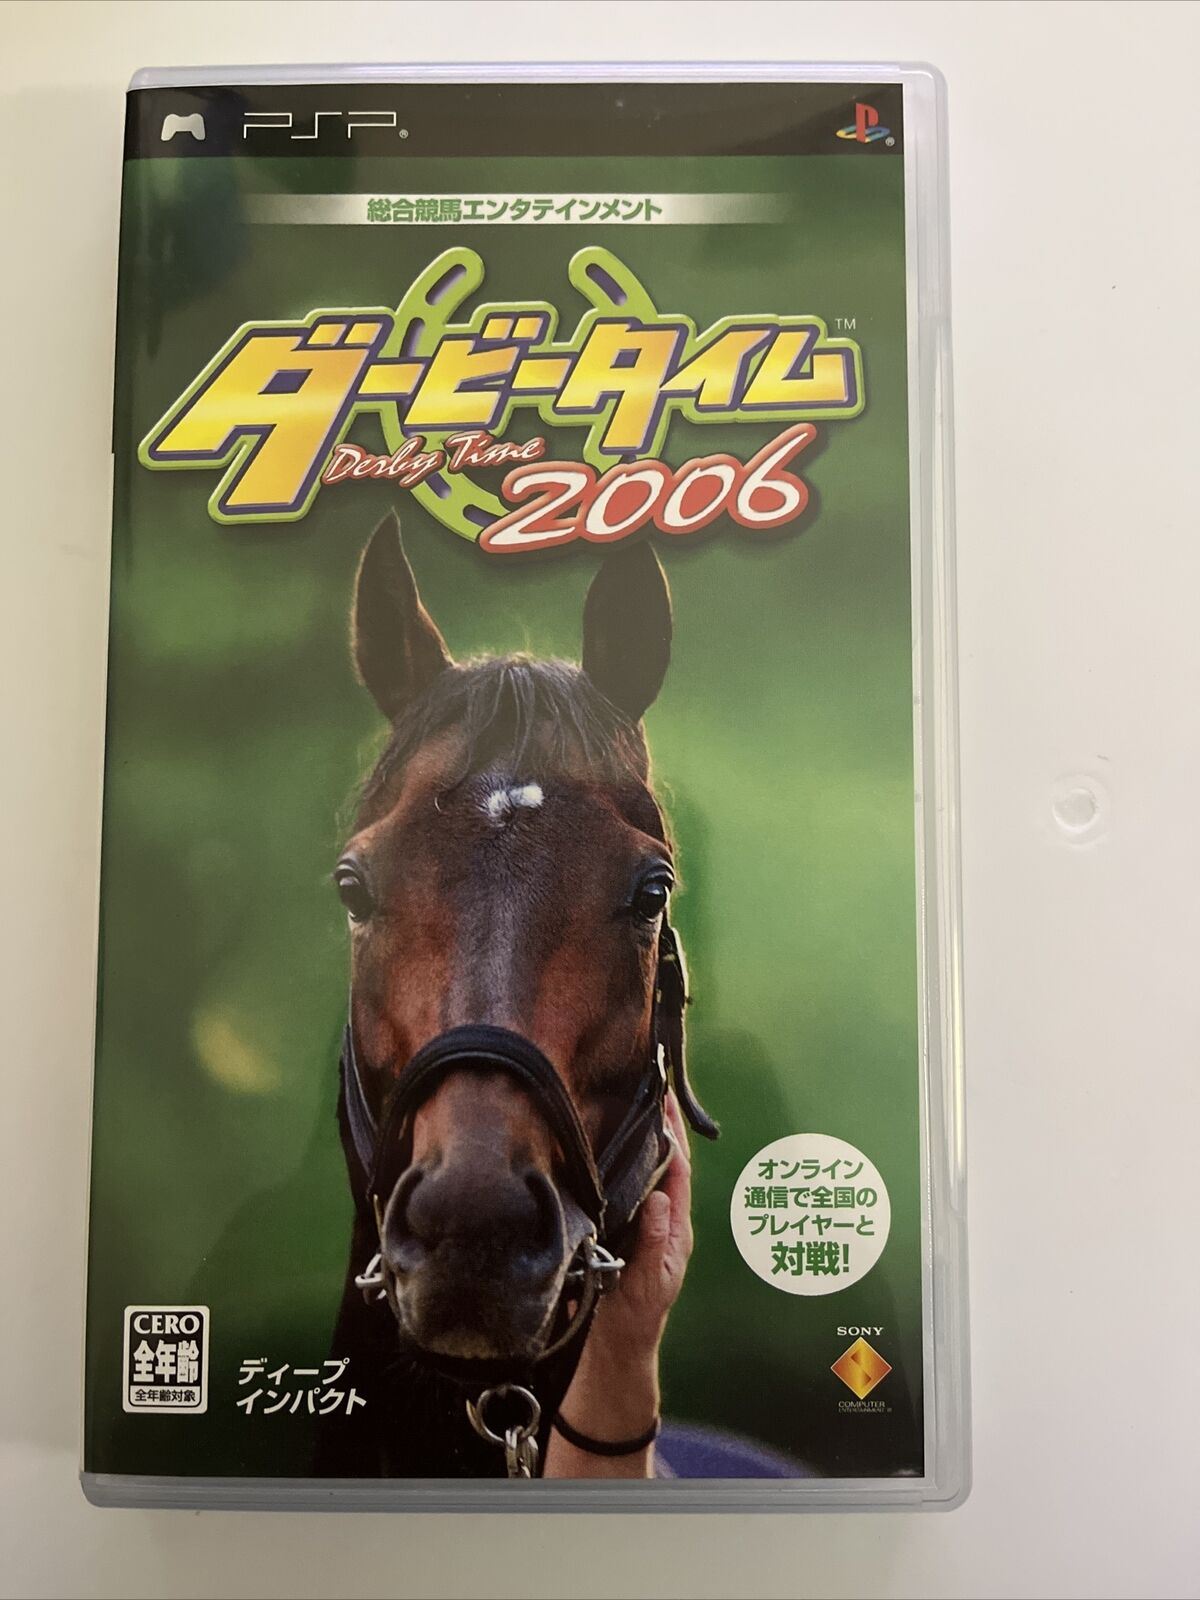 PSP®
®
総合競馬エンタテインメント
ダービータイム™
Derby Time
2006
オンライン
通信で全国の
プレイヤーと
対戦!
CERO
全年齢
全年齢対象
ディープ
インパクト
SONY
COMPUTER
ENTERTAINMENT ®